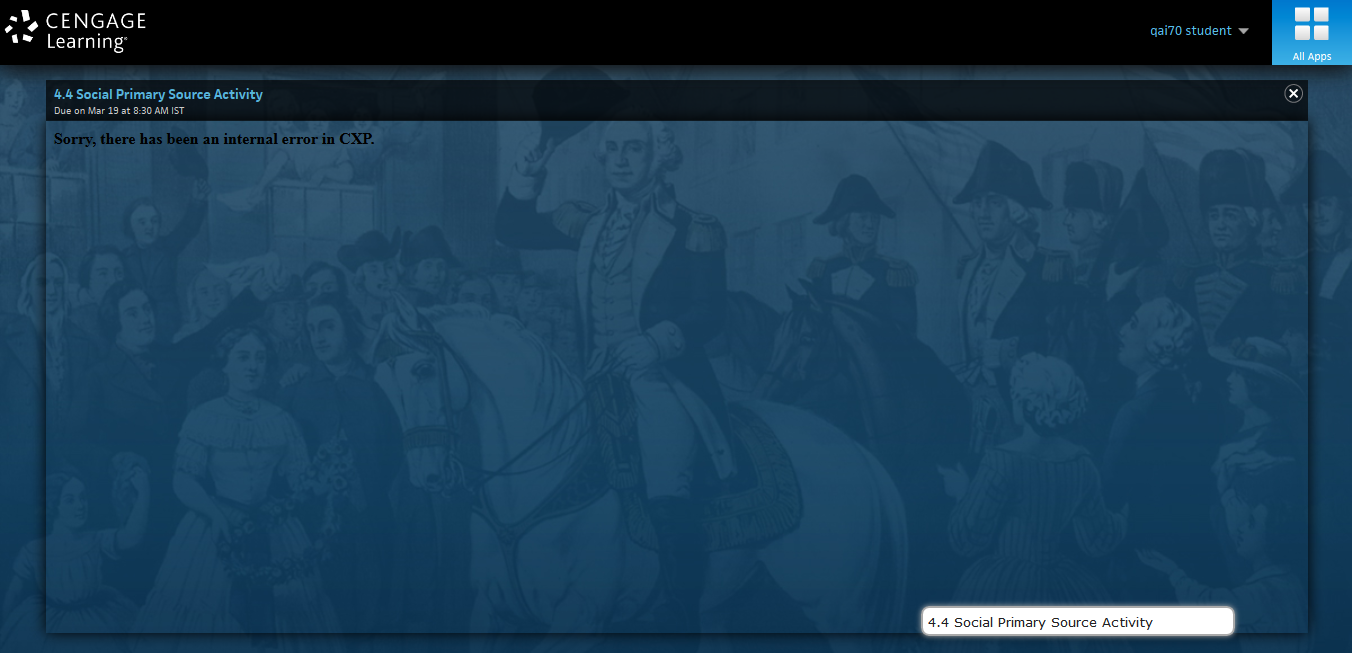 CENGAGE
Learning®
qai70 student
All Apps
4.4 Social Primary Source Activity
Due on Mar 19 at 8:30 AM IST
Sorry, there has been an internal error in CXP.
4.4 Social Primary Source Activity